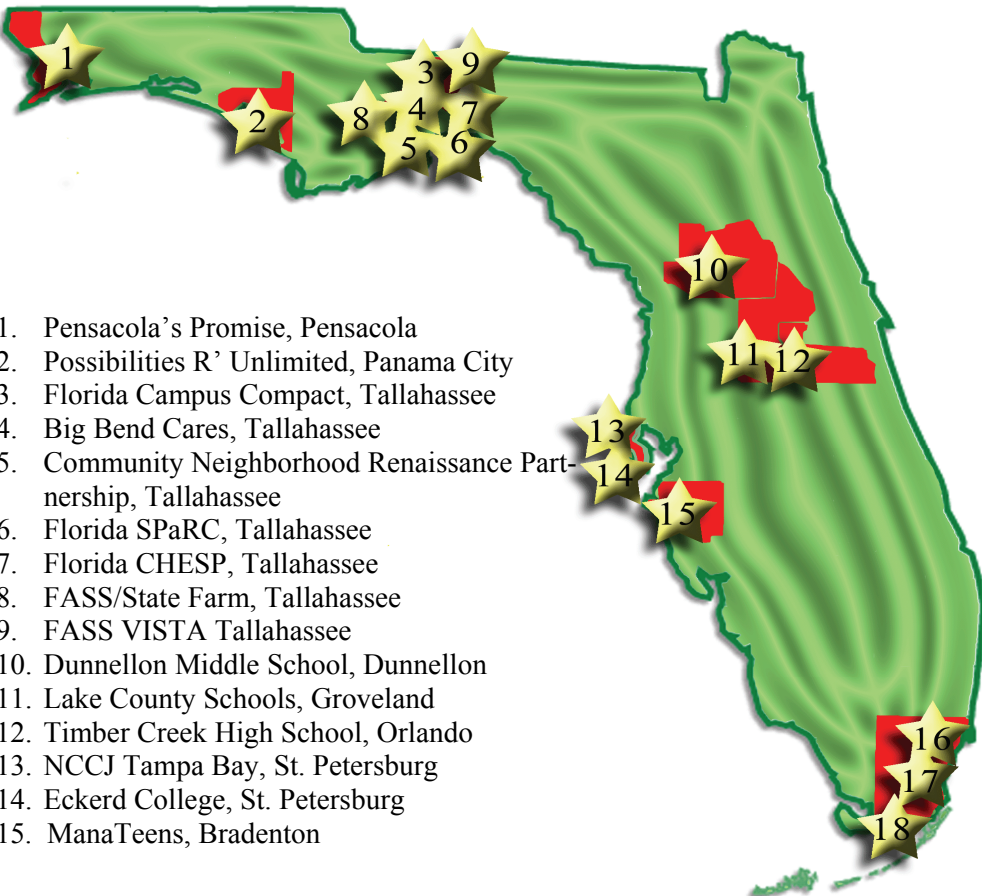 1
2
3
9
4
7
8
5
6
10
11
12
13
14
15
16
17
18
1. Pensacola's Promise, Pensacola
2. Possibilities R' Unlimited, Panama City
3. Florida Campus Compact, Tallahassee
4. Big Bend Cares, Tallahassee
5. Community Neighborhood Renaissance Part-
nership, Tallahassee
6. Florida SPaRC, Tallahassee
7. Florida CHESP, Tallahassee
8. FASS/State Farm, Tallahassee
9. FASS VISTA Tallahassee
10. Dunnellon Middle School, Dunnellon
11. Lake County Schools, Groveland
12. Timber Creek High School, Orlando
13. NCCJ Tampa Bay, St. Petersburg
14. Eckerd College, St. Petersburg
15. ManaTeens, Bradenton